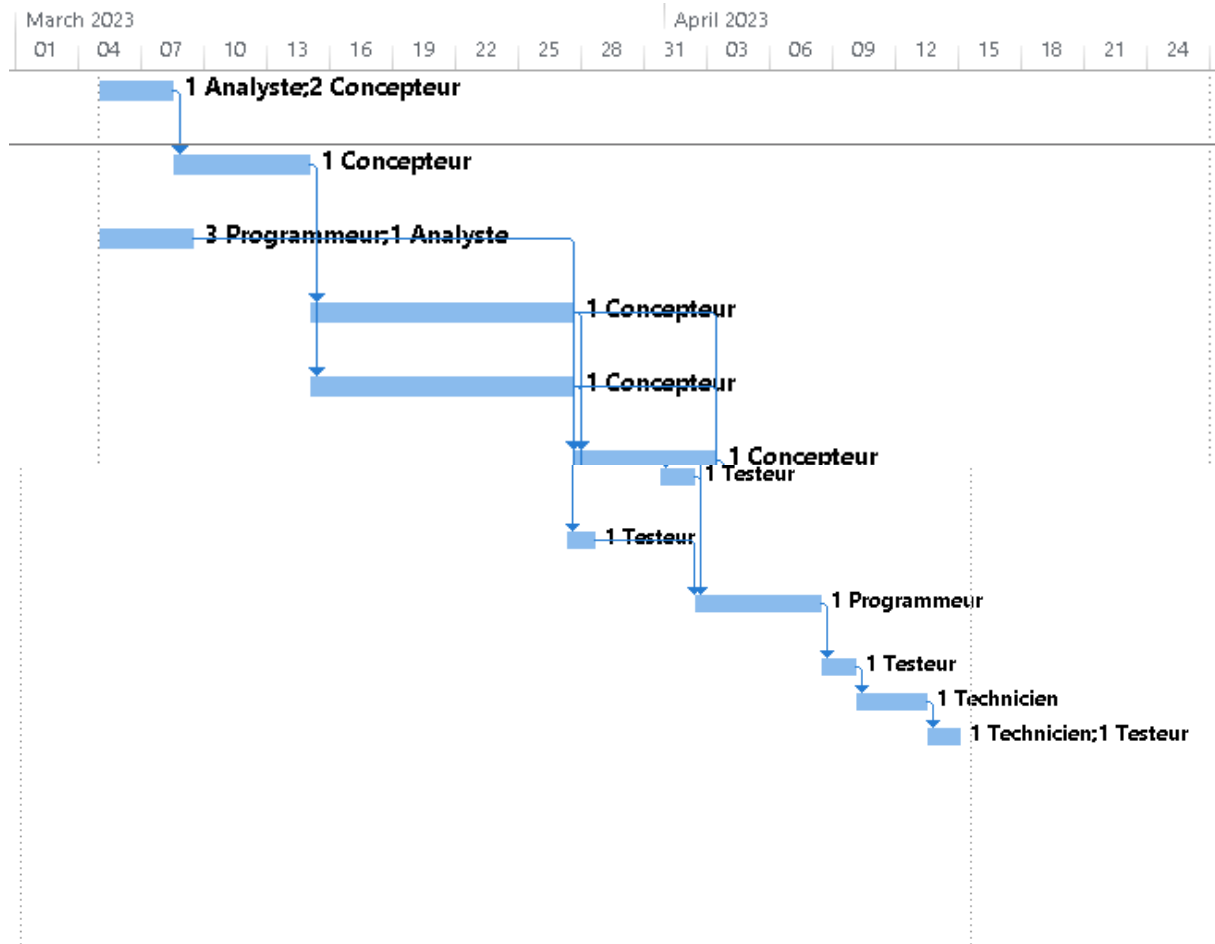 March 2023 April 2023
01 04 07 10 13 16 19 22 25 28 31 03 06 09 12 15 18 21 24
1 Analyste;2 Concepteur
1 Concepteur
3 Programmeur;1 Analyste
1 Concepteur
1 Concepteur
1 Concepteur
1 Testeur
1 Testeur
1 Programmeur
1 Testeur
1 Technicien
1 Technicien;1 Testeur